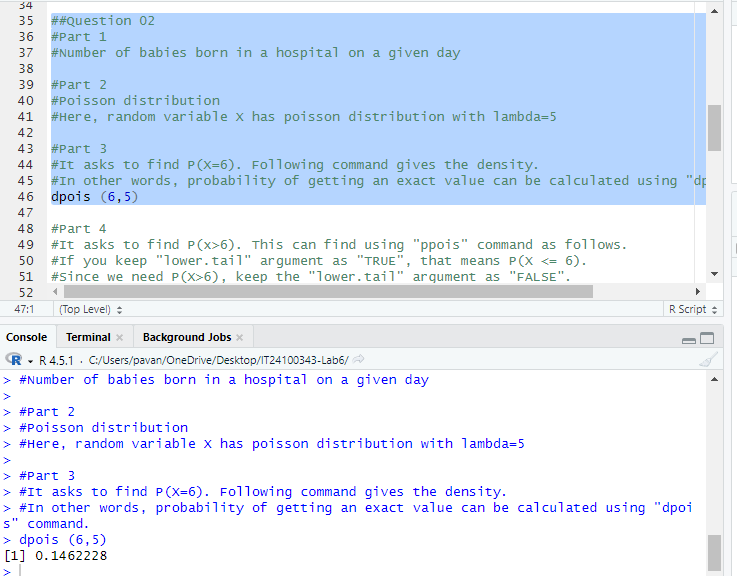 34
35 ##Question 02
36 #Part 1
37 #Number of babies born in a hospital on a given day
38
39 #Part 2
40 #Poisson distribution
41 #Here, random variable X has poisson distribution with lambda=5
42
43 #Part 3
44 #It asks to find P(X=6). Following command gives the density.
45 #In other words, probability of getting an exact value can be calculated using "dp
46 dpois (6,5)
47
48 #Part 4
49 #It asks to find P(x>6). This can find using "ppois" command as follows.
50 #If you keep "lower.tail" argument as "TRUE", that means P(X <= 6).
51 #Since we need P(X>6), keep the "lower.tail" argument as "FALSE".
52
47:1 (Top Level) R Script
Console Terminal Background Jobs
R R 4.5.1 · C:/Users/pavan/OneDrive/Desktop/IT24100343-Lab6/
> #Number of babies born in a hospital on a given day
>
> #Part 2
> #Poisson distribution
> #Here, random variable X has poisson distribution with lambda=5
>
> #Part 3
> #It asks to find P(X=6). Following command gives the density.
> #In other words, probability of getting an exact value can be calculated using "dpoi
s" command.
> dpois (6,5)
[1] 0.1462228
>